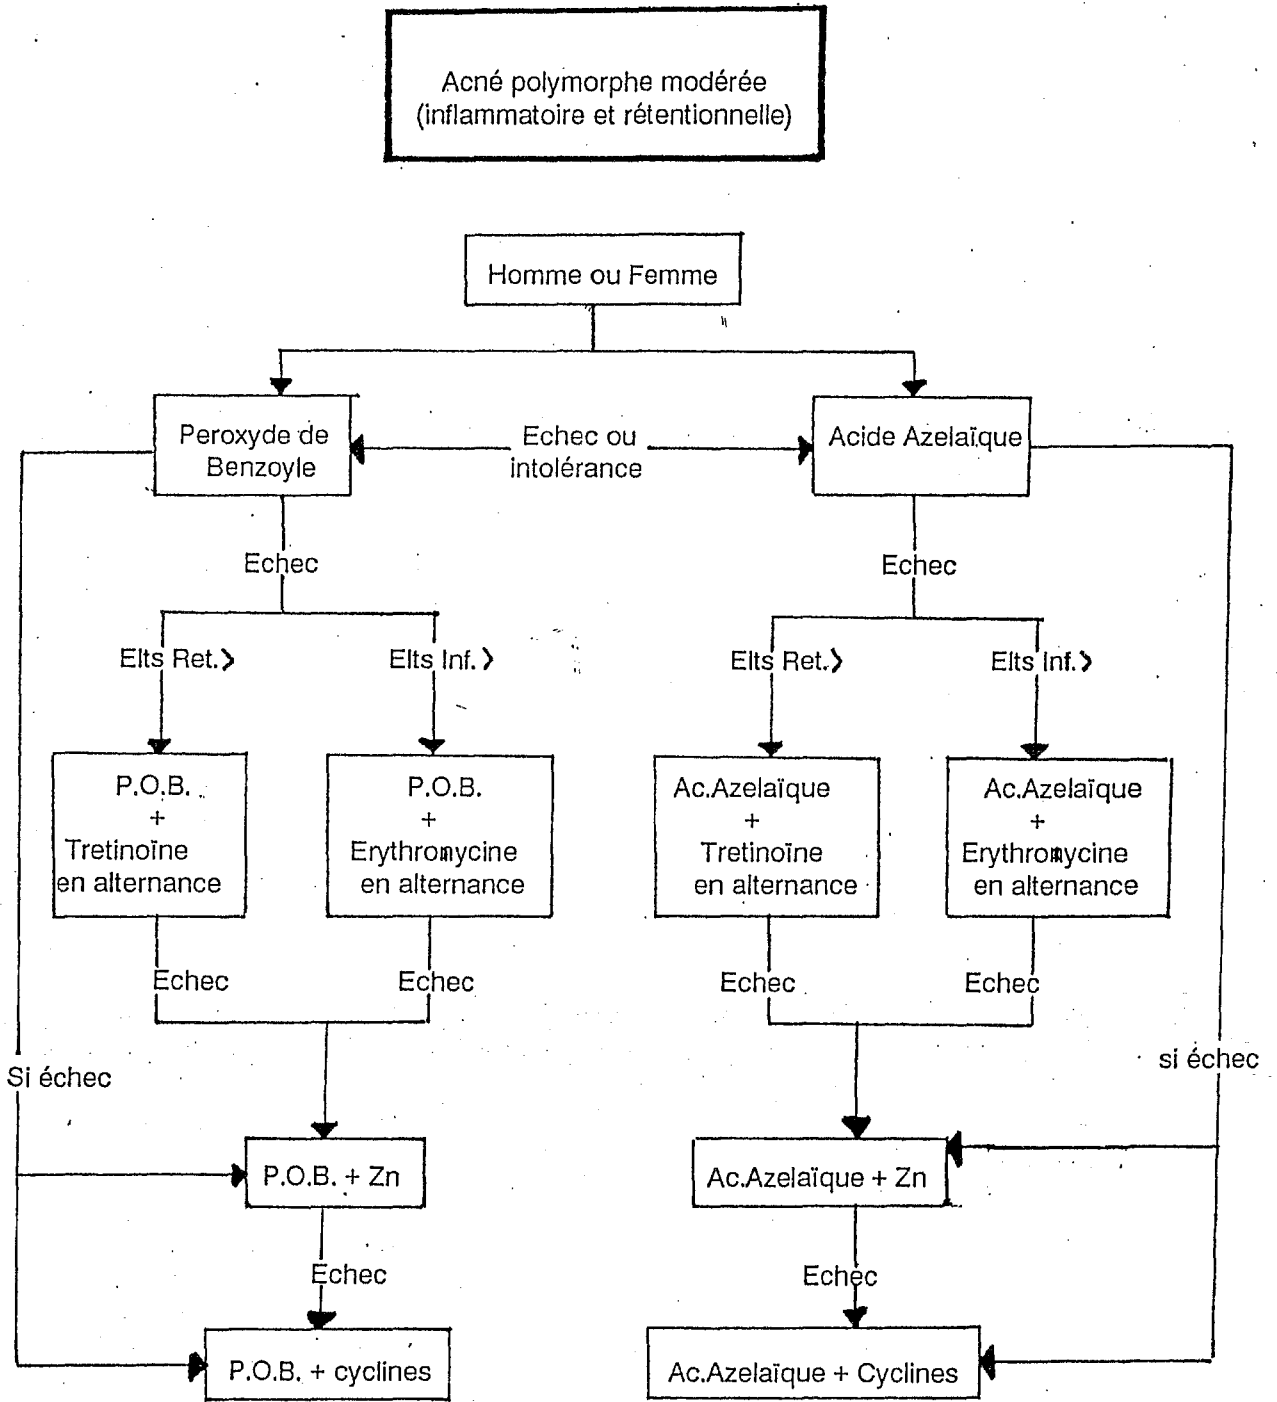 Acné polymorphe modérée
(inflammatoire et rétentionnelle)
Homme ou Femme
Peroxyde de
Benzoyle
Echec ou
intolérance
Acide Azelaïque
Echec
Echec
Elts Ret.>
Elts Inf.>
Elts Ret.>
Elts Inf.>
P.O.B.
+
Tretinoïne
en alternance
P.O.B.
+
Erythromycine
en alternance
Ac.Azelaïque
+
Tretinoïne
en alternance
Ac.Azelaïque
+
Erythromycine
en alternance
Echec
Echec
Echec
Echec
Si échec
si échec
P.O.B. + Zn
Ac.Azelaïque + Zn
Echec
Echec
P.O.B. + cyclines
Ac.Azelaïque + Cyclines